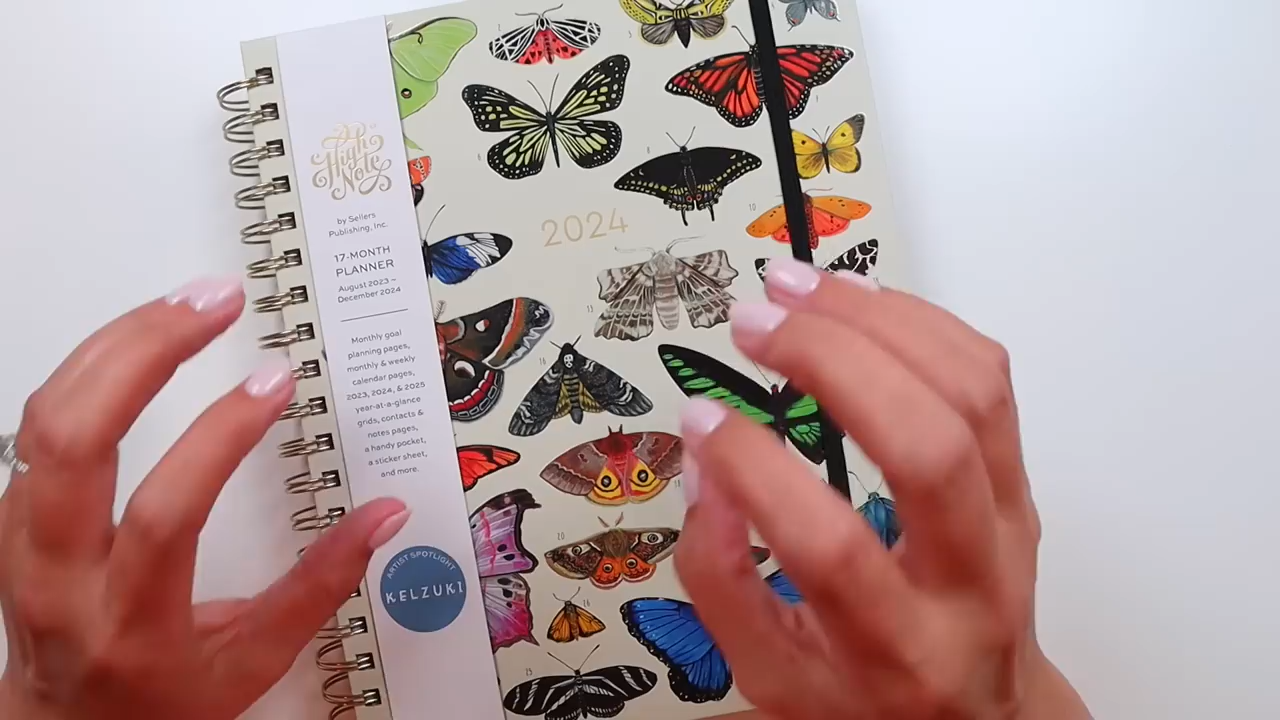 High
Note
by Sellers
Publishing, Inc.
17-MONTH
PLANNER
August 2023 ~
December 2024
Monthly goal
planning pages,
monthly & weekly
calendar pages,
2023, 2024, & 2025
year-at-a-glance
grids, contacts &
notes pages,
a handy pocket,
a sticker sheet,
and more.
ARTIST SPOTLIGHT
KELZUKI
2024
10
20